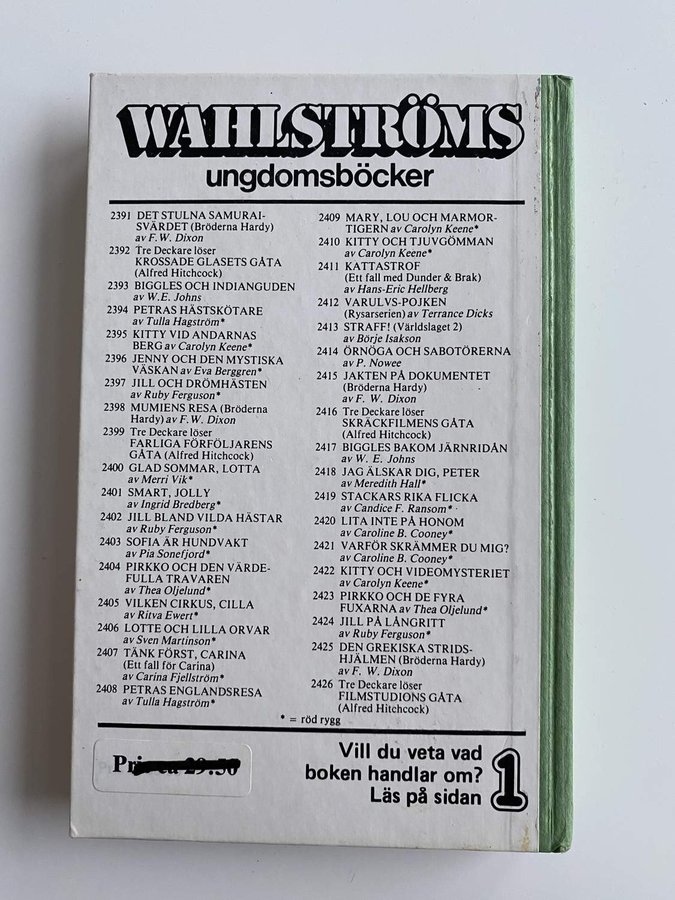 WAHLSTRÖMS
ungdomsböcker
2391 DET STULNA SAMURAI-
SVÄRDET (Bröderna Hardy)
av F.W. Dixon
2392 Tre Deckare löser
KROSSADE GLASETS GÅTA
(Alfred Hitchcock)
2393 BIGGLES OCH INDIANGUDEN
av W.E. Johns
2394 PETRAS HÄSTSKÖTARE
av Tulla Hagström*
2395 KITTY VID ANDARNAS
BERG av Carolyn Keene*
2396 JENNY OCH DEN MYSTISKA
VÄSKAN av Eva Berggren*
2397 JILL OCH DRÖMHÄSTEN
av Ruby Ferguson*
2398 MUMIENS RESA (Bröderna
Hardy) av F.W. Dixon
2399 Tre Deckare löser
FARLIGA FÖRFÖLJARENS
GÅTA (Alfred Hitchcock)
2400 GLAD SOMMAR, LOTTA
av Merri Vik*
2401 SMART, JOLLY
av Ingrid Bredberg*
2402 JILL BLAND VILDA HÄSTAR
av Ruby Ferguson*
2403 SOFIA ÄR HUNDVAKT
av Pia Sonefjord*
2404 PIRKKO OCH DEN VÄRDE-
FULLA TRAVAREN
av Thea Oljelund*
2405 VILKEN CIRKUS, CILLA
av Ritva Ewert*
2406 LOTTE OCH LILLA ORVAR
av Sven Martinson*
2407 TÄNK FÖRST, CARINA
(Ett fall för Carina)
av Carina Fjellström*
2408 PETRAS ENGLANDSRESA
av Tulla Hagström*
2409 MARY, LOU OCH MARMOR-
TIGERN av Carolyn Keene*
2410 KITTY OCH TJUVGÖMMAN
av Carolyn Keene*
2411 KATTASTROF
(Ett fall med Dunder & Brak)
av Hans-Eric Hellberg
2412 VARULVS-POJKEN
(Rysarserien) av Terrance Dicks
2413 STRAFF! (Världslaget 2)
av Börje Isakson
2414 ÖRNÖGA OCH SABOTÖRERNA
av P. Nowee
2415 JAKTEN PÅ DOKUMENTET
(Bröderna Hardy)
av F. W. Dixon
2416 Tre Deckare löser
SKRÄCKFILMENS GÅTA
(Alfred Hitchcock)
2417 BIGGLES BAKOM JÄRNRIDÅN
av W. E. Johns
2418 JAG ÄLSKAR DIG, PETER
av Meredith Hall*
2419 STACKARS RIKA FLICKA
av Candice F. Ransom*
2420 LITA INTE PÅ HONOM
av Caroline B. Cooney*
2421 VARFÖR SKRÄMMER DU MIG?
av Caroline B. Cooney*
2422 KITTY OCH VIDEOMYSTERIET
av Carolyn Keene*
2423 PIRKKO OCH DE FYRA
FUXARNA av Thea Oljelund*
2424 JILL PÅ LÅNGRITT
av Ruby Ferguson*
2425 DEN GREKISKA STRIDS-
HJÄLMEN (Bröderna Hardy)
av F. W. Dixon
2426 Tre Deckare löser
FILMSTUDIONS GÅTA
(Alfred Hitchcock)
* = röd rygg
Pris ca 29:50
Vill du veta vad
boken handlar om?
Läs på sidan 1